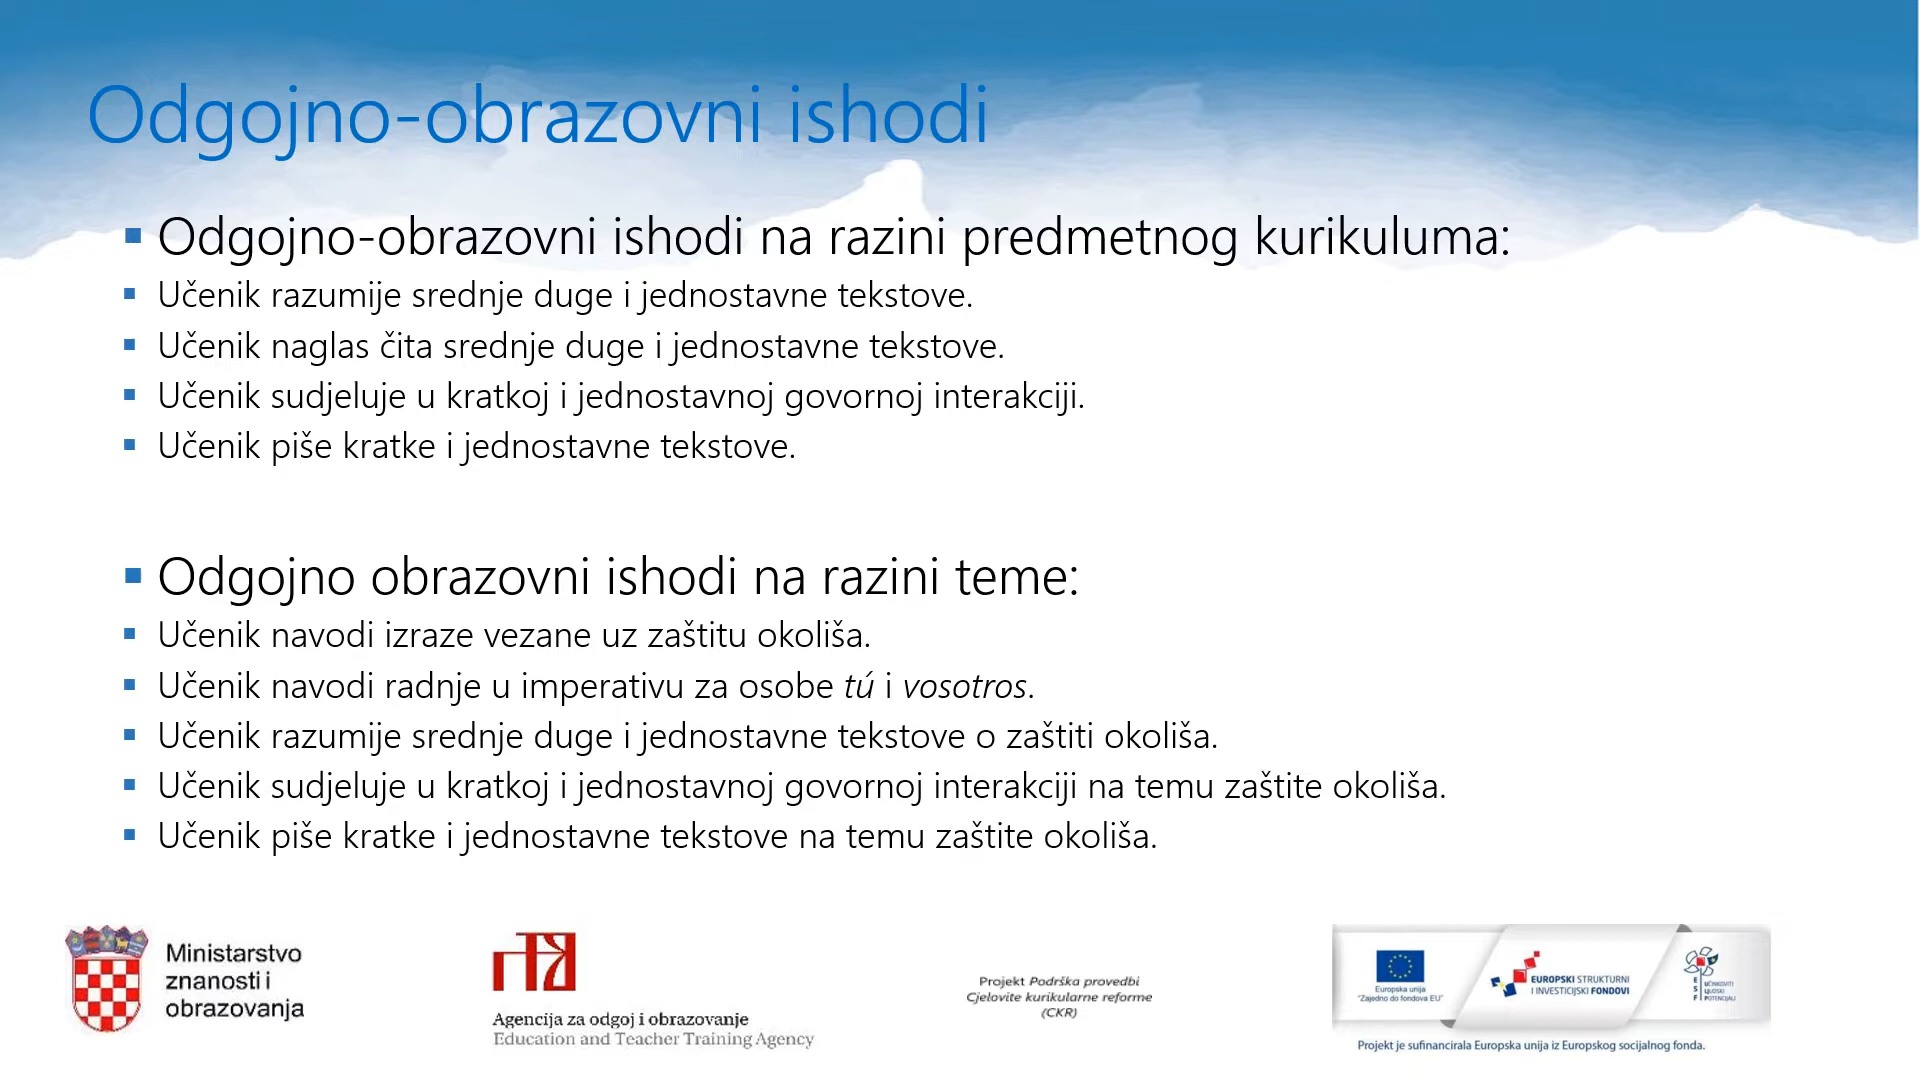 Odgojno-obrazovni ishodi
Odgojno-obrazovni ishodi na razini predmetnog kurikuluma:
Učenik razumije srednje duge i jednostavne tekstove.
Učenik naglas čita srednje duge i jednostavne tekstove.
Učenik sudjeluje u kratkoj i jednostavnoj govornoj interakciji.
Učenik piše kratke i jednostavne tekstove.
Odgojno obrazovni ishodi na razini teme:
Učenik navodi izraze vezane uz zaštitu okoliša.
Učenik navodi radnje u imperativu za osobe tú i vosotros.
Učenik razumije srednje duge i jednostavne tekstove o zaštiti okoliša.
Učenik sudjeluje u kratkoj i jednostavnoj govornoj interakciji na temu zaštite okoliša.
Učenik piše kratke i jednostavne tekstove na temu zaštite okoliša.
Ministarstvo
znanosti i
obrazovanja
Agencija za odgoj i obrazovanje
Education and Teacher Training Agency
Projekt Podrška provedbi
Cjelovite kurikularne reforme
(CKR)
Europska unija
"Zajedno do fondova EU"
EUROPSKI STRUKTURNI
I INVESTICIJSKI FONDOVI
ESF
UČINKOVITI
LJUDSKI
POTENCIJALI
Projekt je sufinancirala Europska unija iz Europskog socijalnog fonda.